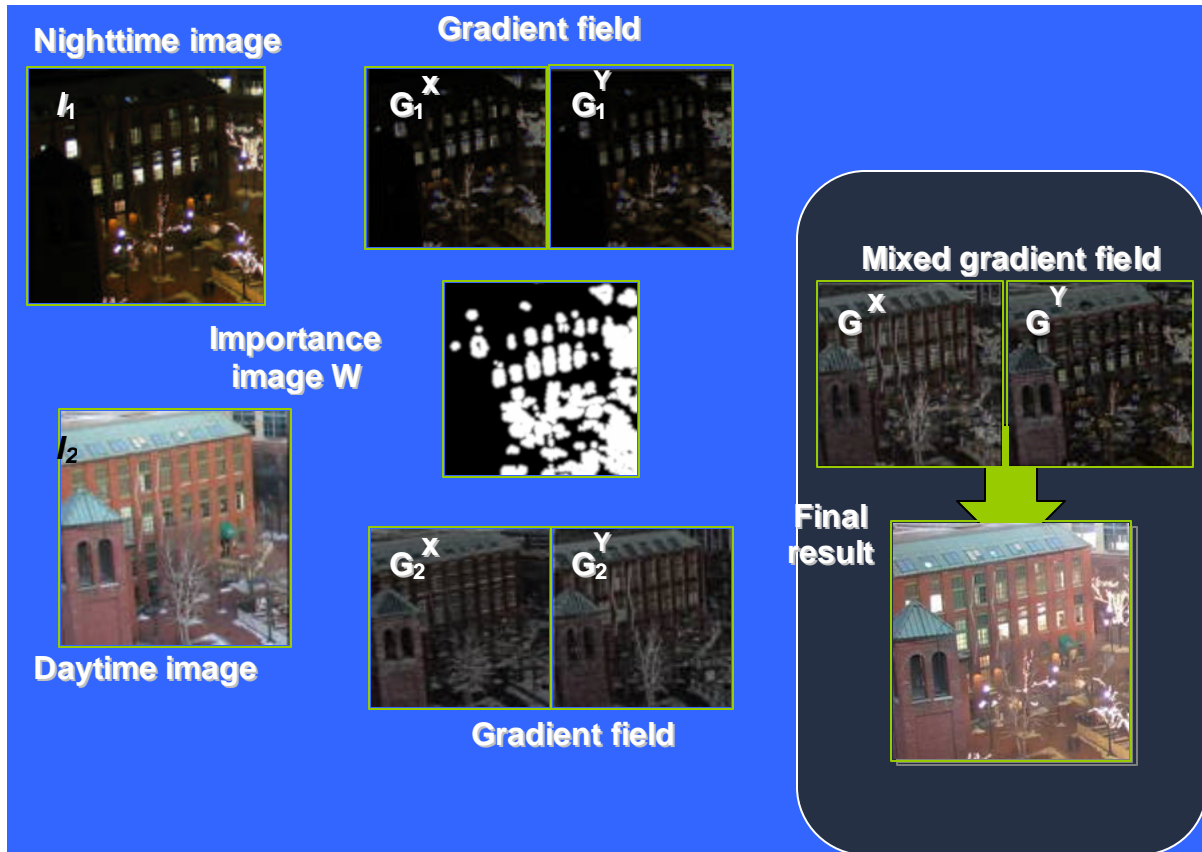 Nighttime image
Gradient field
I1
G1X
G1Y
Mixed gradient field
GX
GY
Importance
image W
I2
Final
result
G2X
G2Y
Daytime image
Gradient field